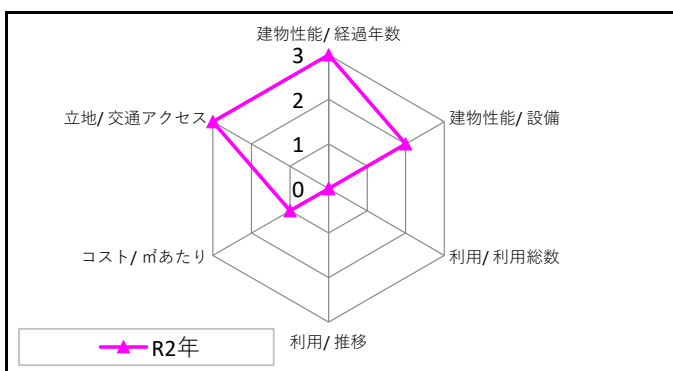 建物性能/ 経過年数
3
立地/ 交通アクセス
2
建物性能/ 設備
1
0
コスト/ ㎡あたり
利用/ 利用総数
利用/ 推移
R2年